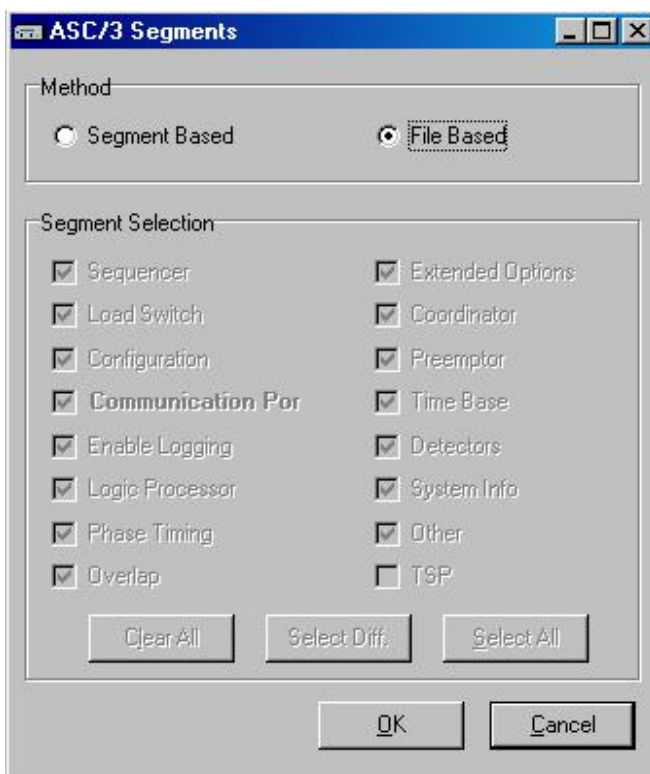 ASC/3 Segments
Method
Segment Based
File Based
Segment Selection
Sequencer
Extended Options
Load Switch
Coordinator
Configuration
Preemptor
Communication Por
Time Base
Enable Logging
Detectors
Logic Processor
System Info
Phase Timing
Other
Overlap
TSP
Clear All
Select Diff.
Select All
OK
Cancel